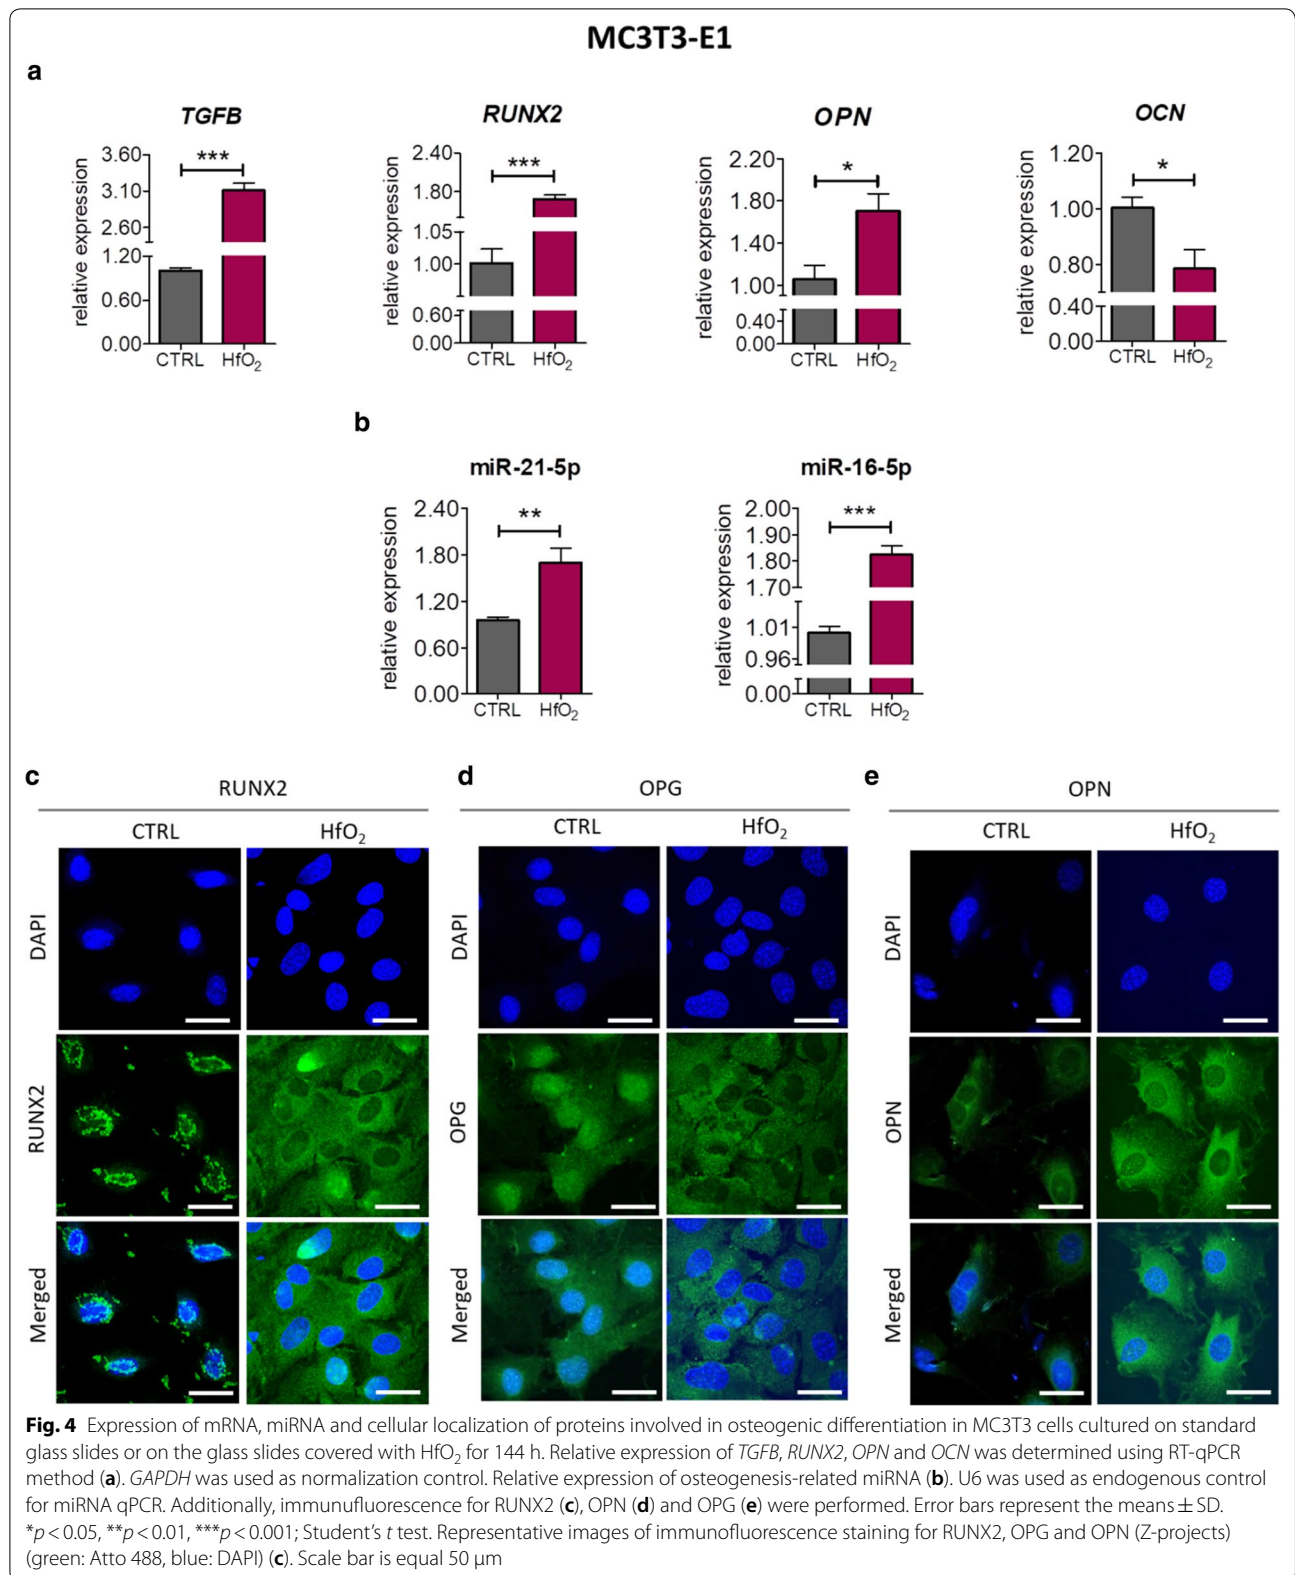 MC3T3-E1
a
TGFB
relative expression
3.60
3.10
2.60
1.20
0.60
0.00
***
CTRL HfO2
RUNX2
relative expression
2.40
1.80
1.05
1.00
0.60
0.00
***
CTRL HfO2
OPN
relative expression
2.20
1.80
1.40
1.00
0.40
0.00
*
CTRL HfO2
OCN
relative expression
1.20
1.00
0.80
0.40
0.00
*
CTRL HfO2
b
miR-21-5p
relative expression
2.40
1.80
1.20
0.60
0.00
**
CTRL HfO2
miR-16-5p
relative expression
2.00
1.90
1.80
1.70
1.01
0.96
0.00
***
CTRL HfO2
c
RUNX2
CTRL HfO2
DAPI
RUNX2
Merged
d
OPG
CTRL HfO2
DAPI
OPG
Merged
e
OPN
CTRL HfO2
DAPI
OPN
Merged
Fig. 4 Expression of mRNA, miRNA and cellular localization of proteins involved in osteogenic differentiation in MC3T3 cells cultured on standard
glass slides or on the glass slides covered with HfO2 for 144 h. Relative expression of TGFB, RUNX2, OPN and OCN was determined using RT-qPCR
method (a). GAPDH was used as normalization control. Relative expression of osteogenesis-related miRNA (b). U6 was used as endogenous control
for miRNA qPCR. Additionally, immunufluorescence for RUNX2 (c), OPN (d) and OPG (e) were performed. Error bars represent the means ± SD.
*p < 0.05, **p < 0.01, ***p < 0.001; Student's t test. Representative images of immunofluorescence staining for RUNX2, OPG and OPN (Z-projects)
(green: Atto 488, blue: DAPI) (c). Scale bar is equal 50 μm